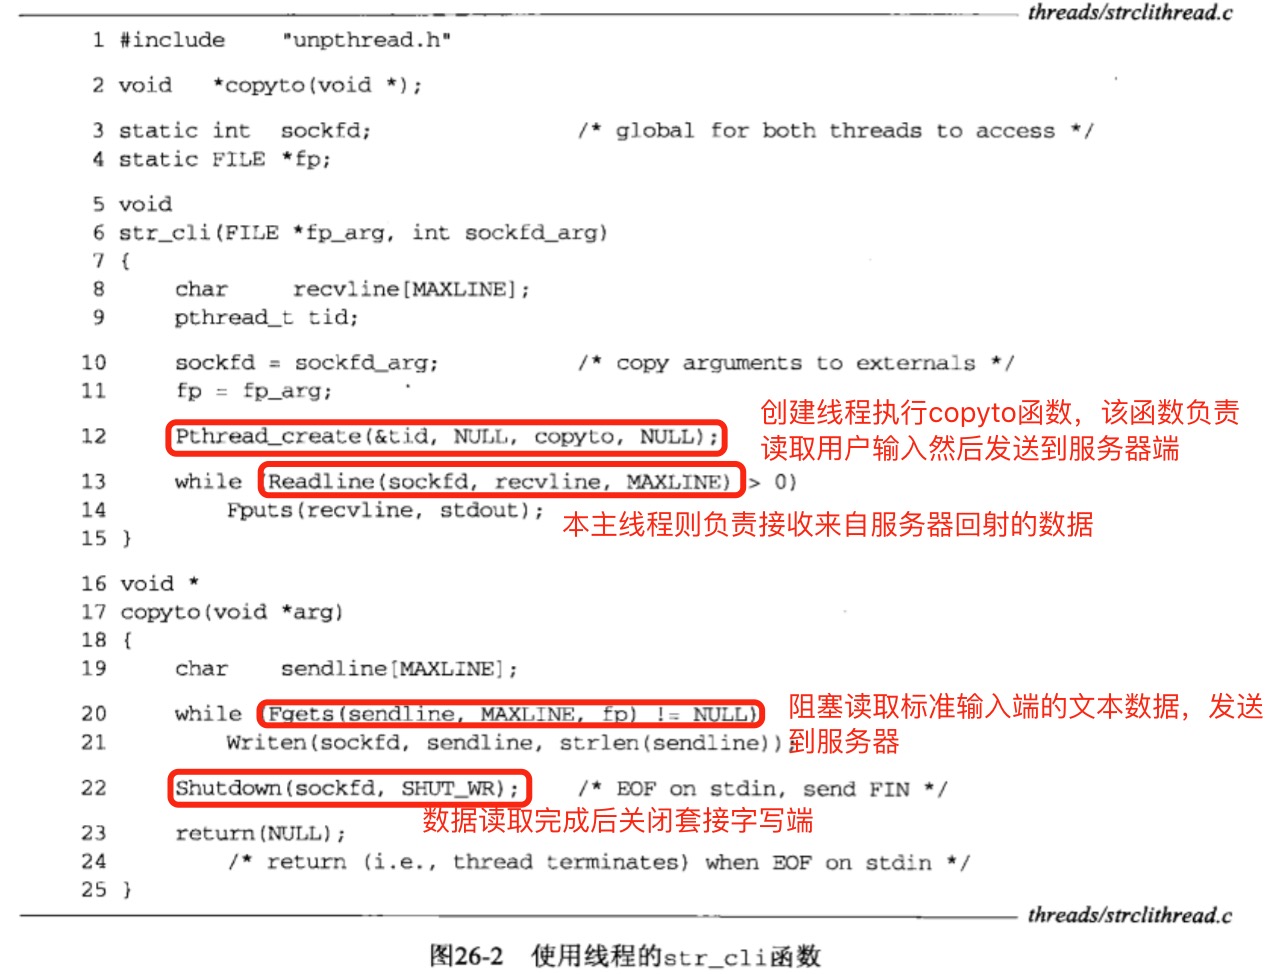 threads/strclithread.c
1 #include "unpthread.h"
2 void *copyto(void *);
3 static int sockfd; /* global for both threads to access */
4 static FILE *fp;
5 void
6 str_cli(FILE *fp_arg, int sockfd_arg)
7 {
8 char recvline[MAXLINE];
9 pthread_t tid;
10 sockfd = sockfd_arg; /* copy arguments to externals */
11 fp = fp_arg;
创建线程执行copyto函数，该函数负责
12 Pthread_create(&tid, NULL, copyto, NULL);
读取用户输入然后发送到服务器端
13 while (Readline(sockfd, recvline, MAXLINE) > 0)
14 Fputs(recvline, stdout);
本主线程则负责接收来自服务器回射的数据
15 }
16 void *
17 copyto(void *arg)
18 {
19 char sendline[MAXLINE];
20 while (Fgets(sendline, MAXLINE, fp) != NULL)
阻塞读取标准输入端的文本数据，发送
21 Writen(sockfd, sendline, strlen(sendline));
到服务器
22 Shutdown(sockfd, SHUT_WR); /* EOF on stdin, send FIN */
数据读取完成后关闭套接字写端
23 return(NULL);
24 /* return (i.e., thread terminates) when EOF on stdin */
25 }
threads/strclithread.c
图26-2 使用线程的str_cli函数